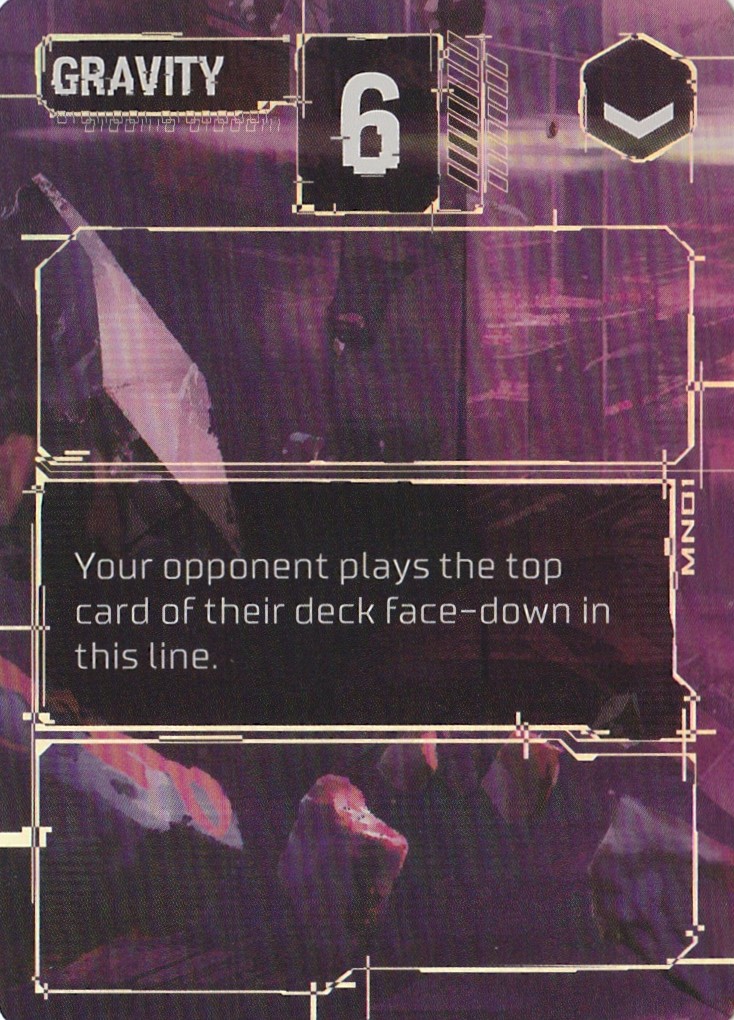 GRAVITY
6
MN01
Your opponent plays the top
card of their deck face-down in
this line.